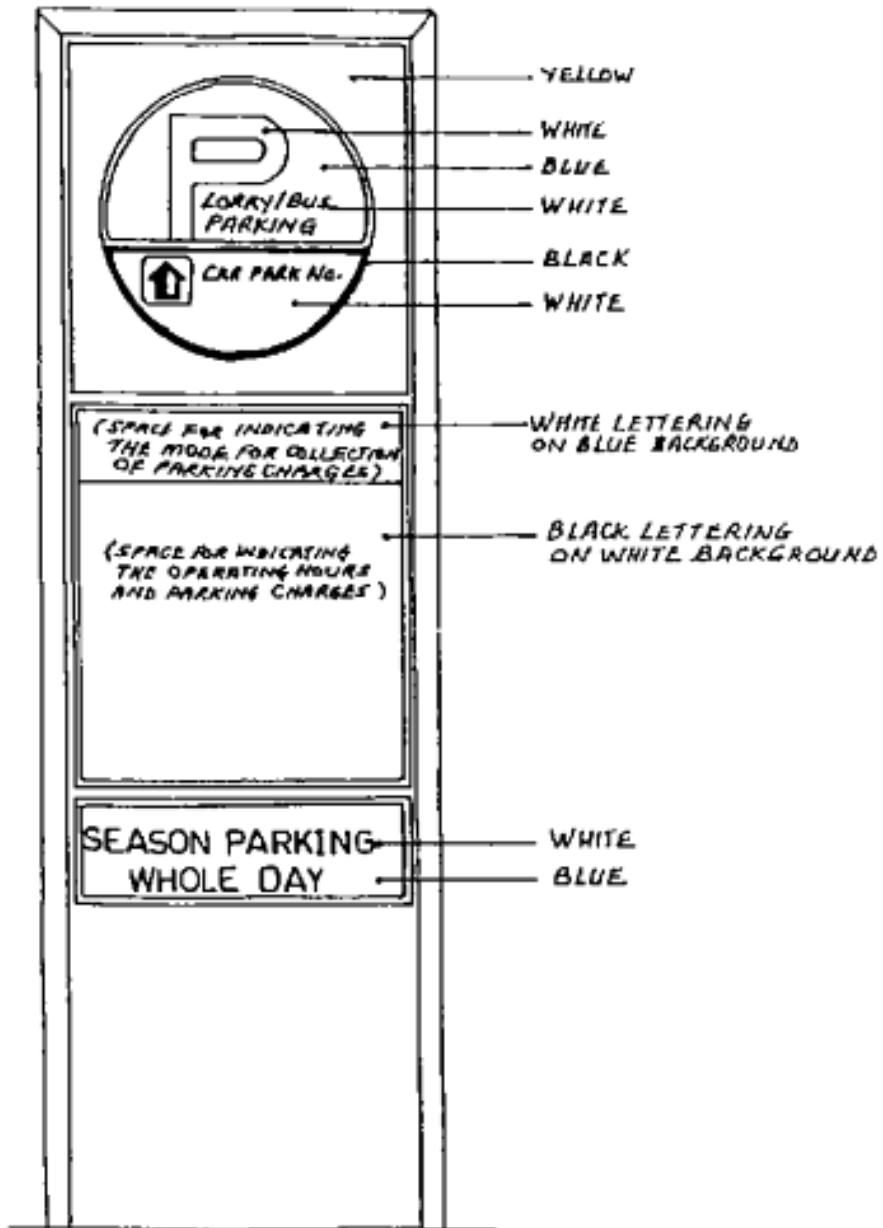 YELLOW
P
WHITE
BLUE
LORRY/BUS
PARKING
WHITE
BLACK
CAR PARK No.
WHITE
(SPACE FOR INDICATING
THE MODE FOR COLLECTION
OF PARKING CHARGES)
WHITE LETTERING
ON BLUE BACKGROUND
(SPACE FOR INDICATING
THE OPERATING HOURS
AND PARKING CHARGES)
BLACK LETTERING
ON WHITE BACKGROUND
SEASON PARKING
WHOLE DAY
WHITE
BLUE